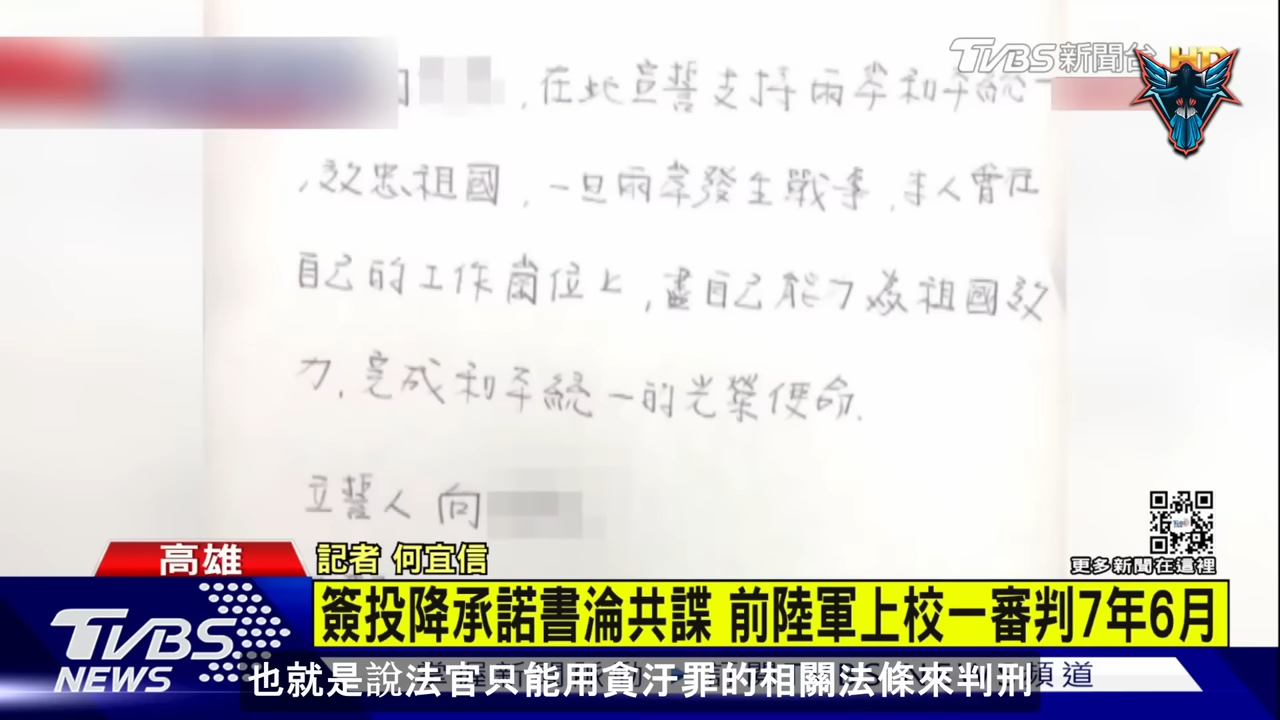 TVBS新聞台 HD
,在此宣誓支持兩岸和平統一
,效忠祖國,一旦兩岸發生戰事,本人會在
自己的工作崗位上,盡自己能力為祖國效
力,完成和平統一的光榮使命.
立誓人 向
更多新聞在這裡
高雄
記者 何宜信
簽投降承諾書淪共諜 前陸軍上校一審判7年6月
TVBS
NEWS
頻道
也就是說法官只能用貪汙罪的相關法條來判刑